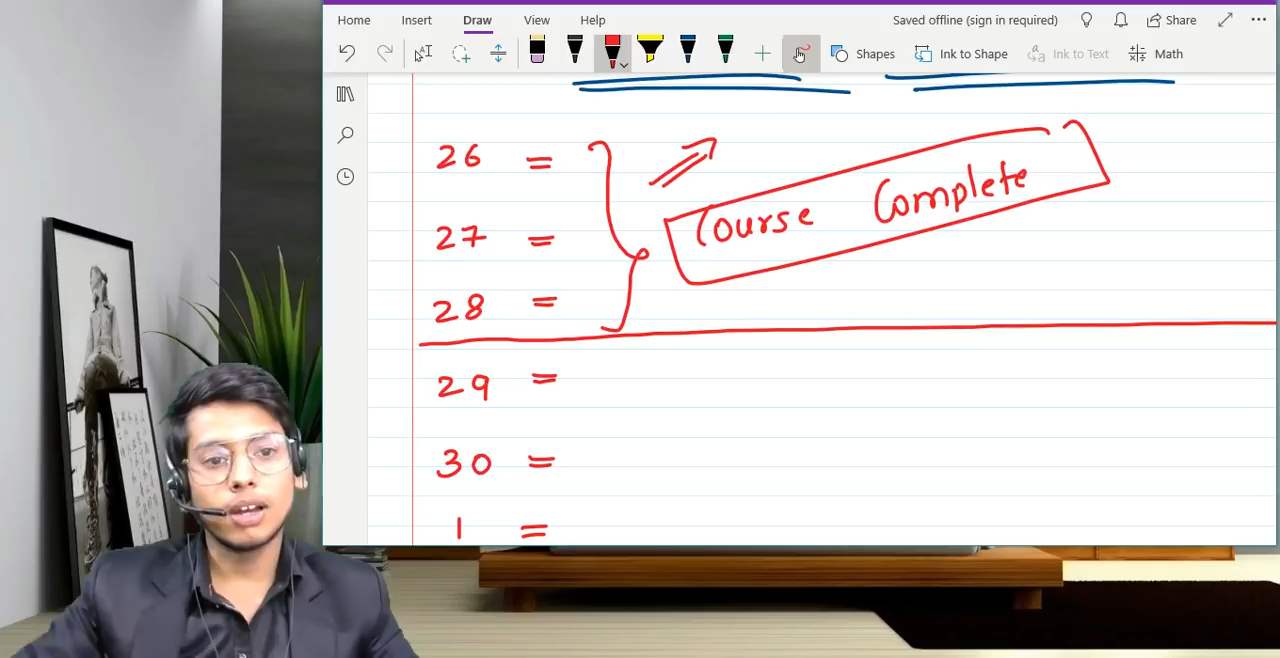 Home Insert Draw View Help Saved offline (sign in required) Share
Shapes Ink to Shape Ink to Text Math
26 =
Course Complete
27 =
28 =
29 =
30 =
1 =